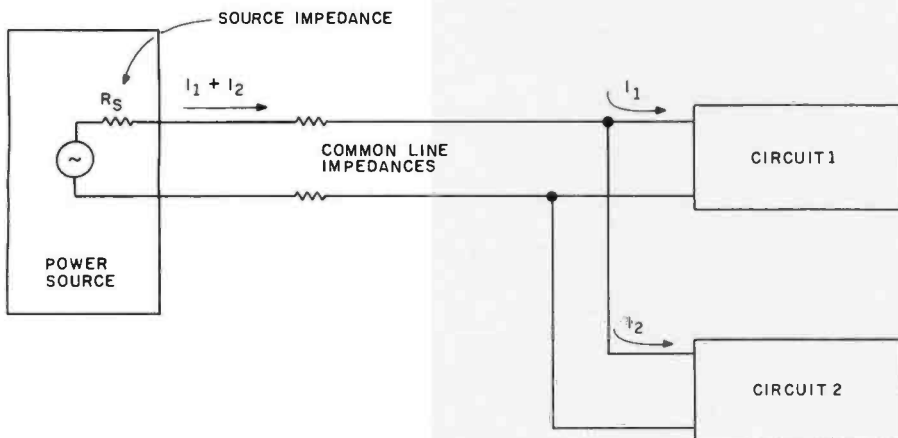 SOURCE IMPEDANCE
R_S
I_1 + I_2
I_1
COMMON LINE
IMPEDANCES
CIRCUIT 1
POWER
SOURCE
I_2
CIRCUIT 2